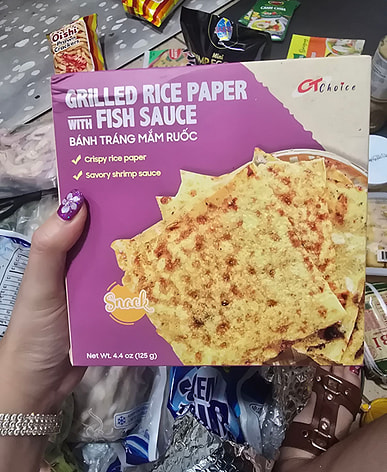 Oishi
GRILLED RICE PAPER
WITH FISH SAUCE
BÁNH TRÁNG MẮM RUỐC
✓ Crispy rice paper
✓ Savory shrimp sauce
CT Choice
Snack
Net Wt. 4.4 oz (125 g)